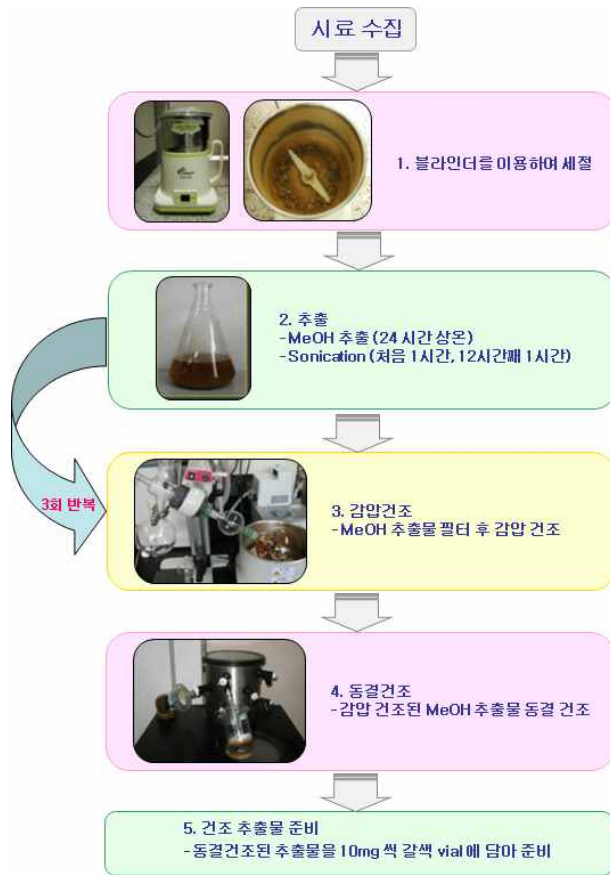 시료 수집
1. 블라인더를 이용하여 세절
2. 추출
-MeOH 추출 (24 시간 상온)
-Sonication (처음 1시간, 12시간째 1시간)
3회 반복
3. 감압건조
-MeOH 추출물 필터 후 감압 건조
4. 동결건조
-감압 건조된 MeOH 추출물 동결 건조
5. 건조 추출물 준비
-동결건조된 추출물을 10mg 씩 갈색 vial 에 담아 준비